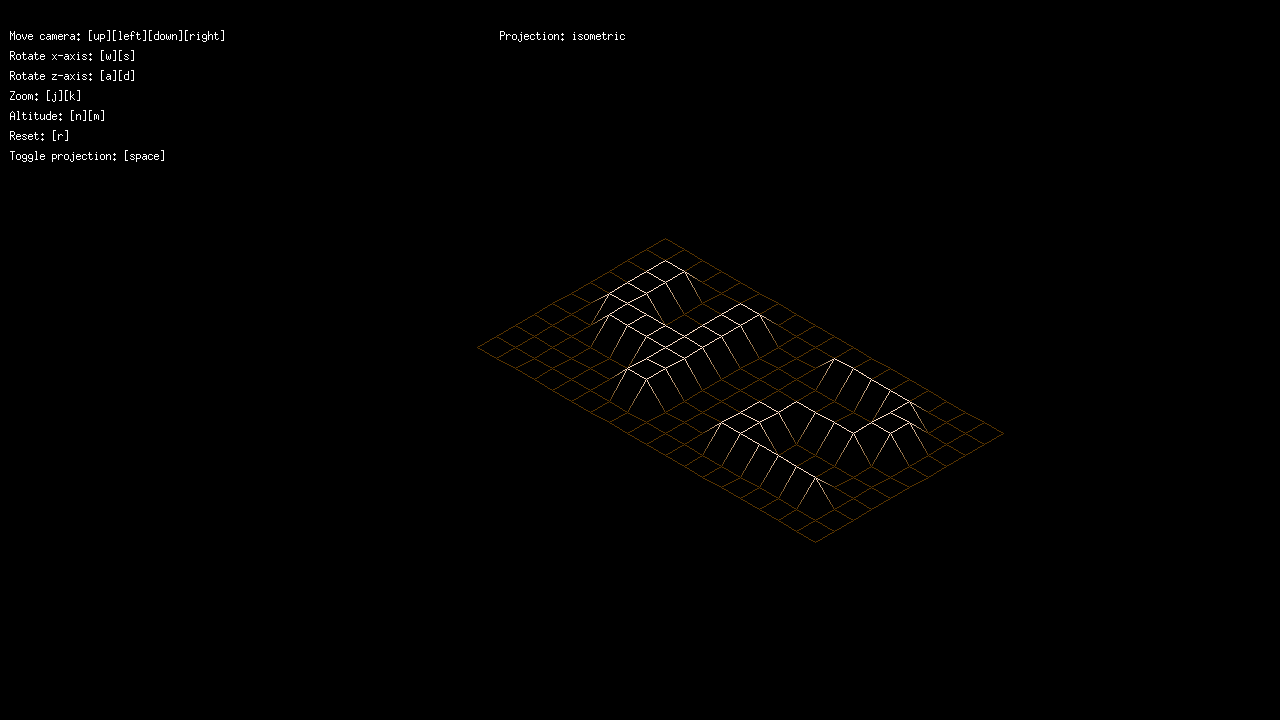 Move camera: [up][left][down][right]
Projection: isometric
Rotate x-axis: [w][s]
Rotate z-axis: [a][d]
Zoom: [j][k]
Altitude: [n][m]
Reset: [r]
Toggle projection: [space]